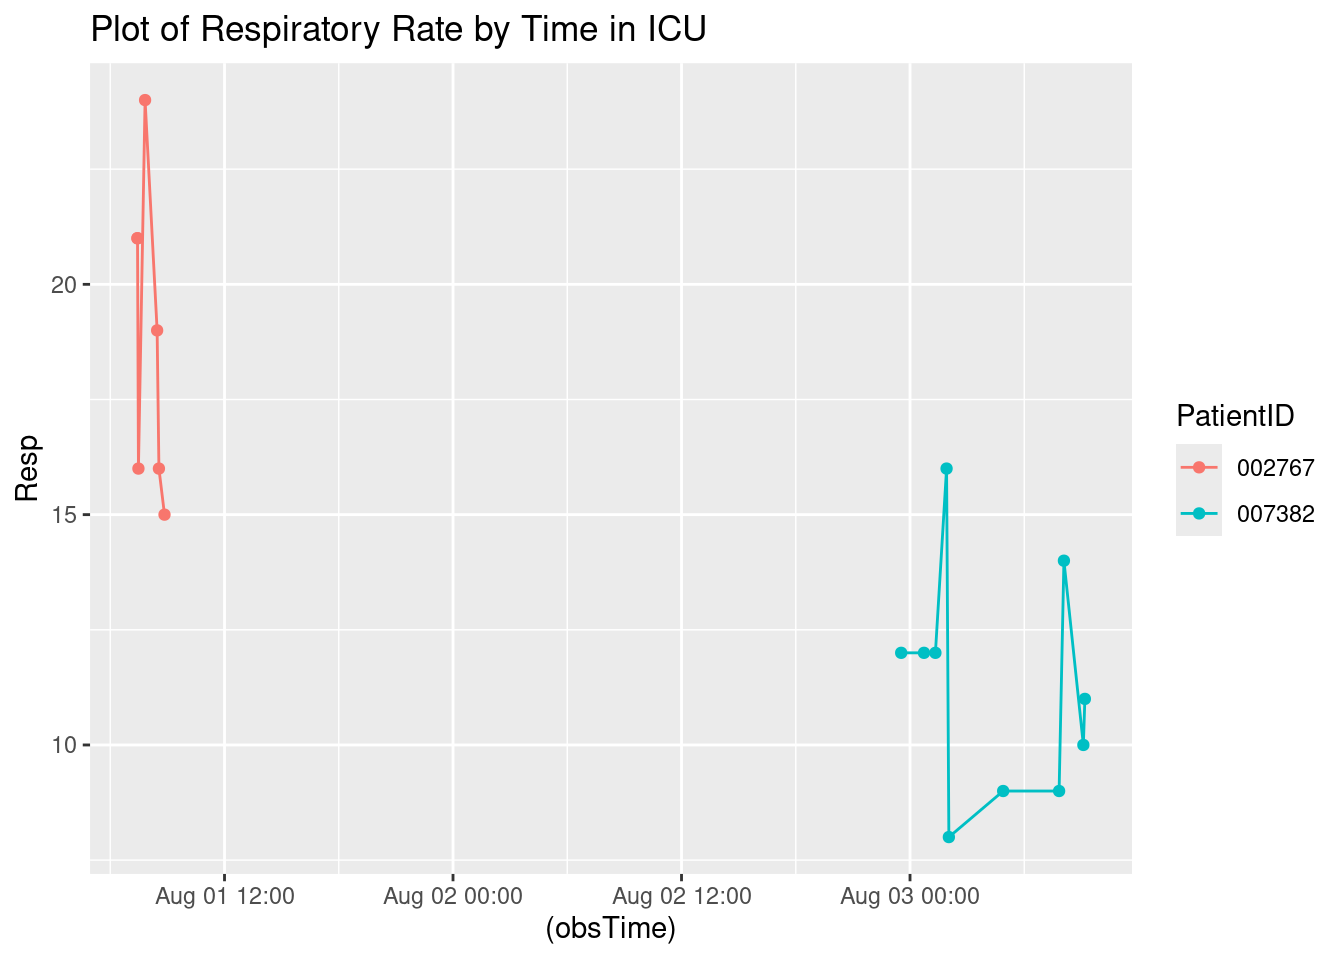 Plot of Respiratory Rate by Time in ICU
20
15
10
Resp
Aug 01 12:00
Aug 02 00:00
Aug 02 12:00
Aug 03 00:00
(obsTime)
PatientID
002767
007382